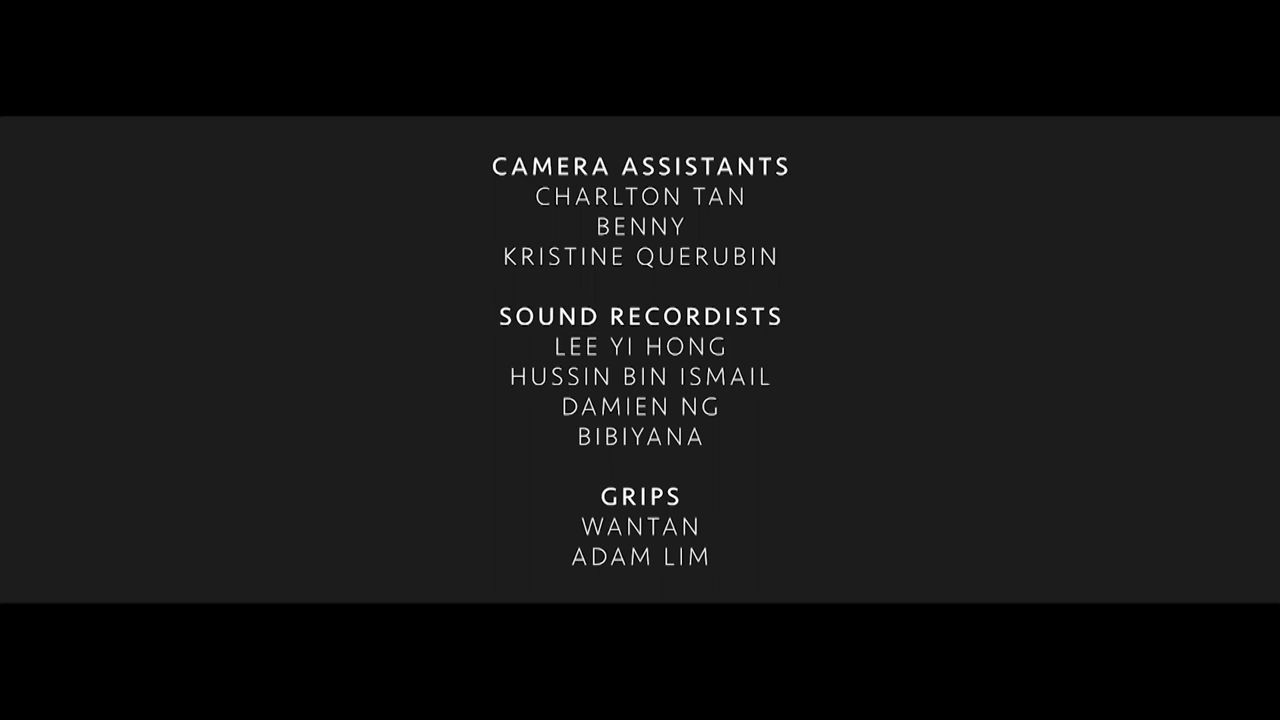 CAMERA ASSISTANTS
CHARLTON TAN
BENNY
KRISTINE QUERUBIN
SOUND RECORDISTS
LEE YI HONG
HUSSIN BIN ISMAIL
DAMIEN NG
BIBIYANA
GRIPS
WANTAN
ADAM LIM